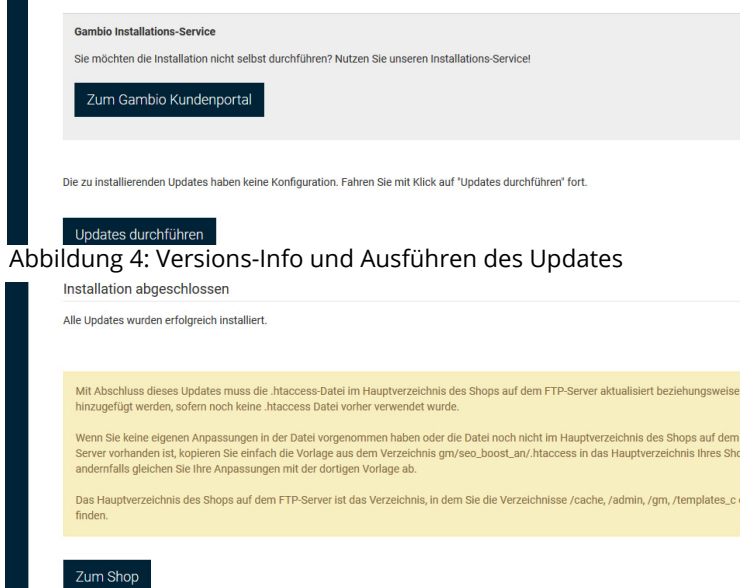 Gambio Installations-Service
Sie möchten die Installation nicht selbst durchführen? Nutzen Sie unseren Installations-Service!
Zum Gambio Kundenportal
Die zu installierenden Updates haben keine Konfiguration. Fahren Sie mit Klick auf "Updates durchführen" fort.
Updates durchführen
Abbildung 4: Versions-Info und Ausführen des Updates
Installation abgeschlossen
Alle Updates wurden erfolgreich installiert.
Mit Abschluss dieses Updates muss die .htaccess-Datei im Hauptverzeichnis des Shops auf dem FTP-Server aktualisiert beziehungsweise
hinzugefügt werden, sofern noch keine .htaccess Datei vorher verwendet wurde.
Wenn Sie keine eigenen Anpassungen in der Datei vorgenommen haben oder die Datei noch nicht im Hauptverzeichnis des Shops auf dem
Server vorhanden ist, kopieren Sie einfach die Vorlage aus dem Verzeichnis gm/seo_boost_an/.htaccess in das Hauptverzeichnis Ihres
andernfalls gleichen Sie Ihre Anpassungen mit der dortigen Vorlage ab.
Das Hauptverzeichnis des Shops auf dem FTP-Server ist das Verzeichnis, in dem Sie die Verzeichnisse /cache, /admin, /gm, /templates_c
finden.
Zum Shop